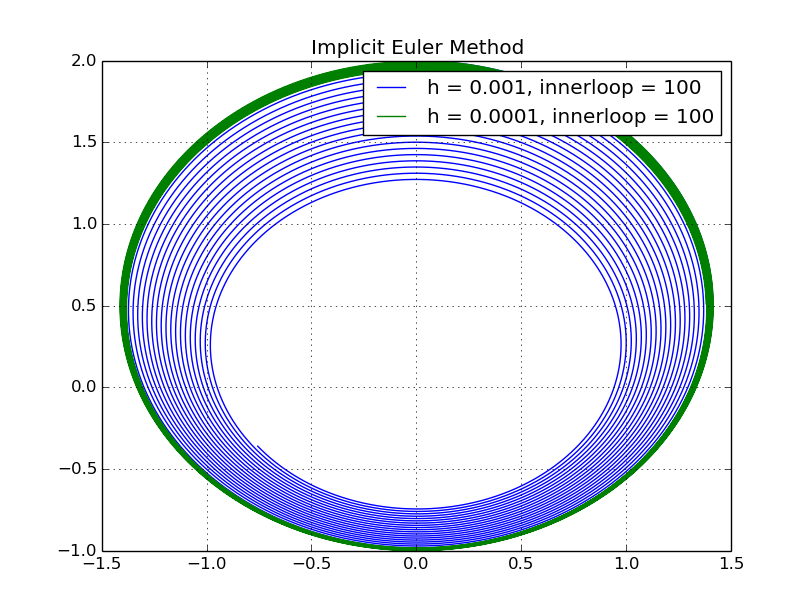 Implicit Euler Method
h = 0.001, innerloop = 100
h = 0.0001, innerloop = 100
2.0
1.5
1.0
0.5
0.0
−0.5
−1.0
−1.5 −1.0 −0.5 0.0 0.5 1.0 1.5